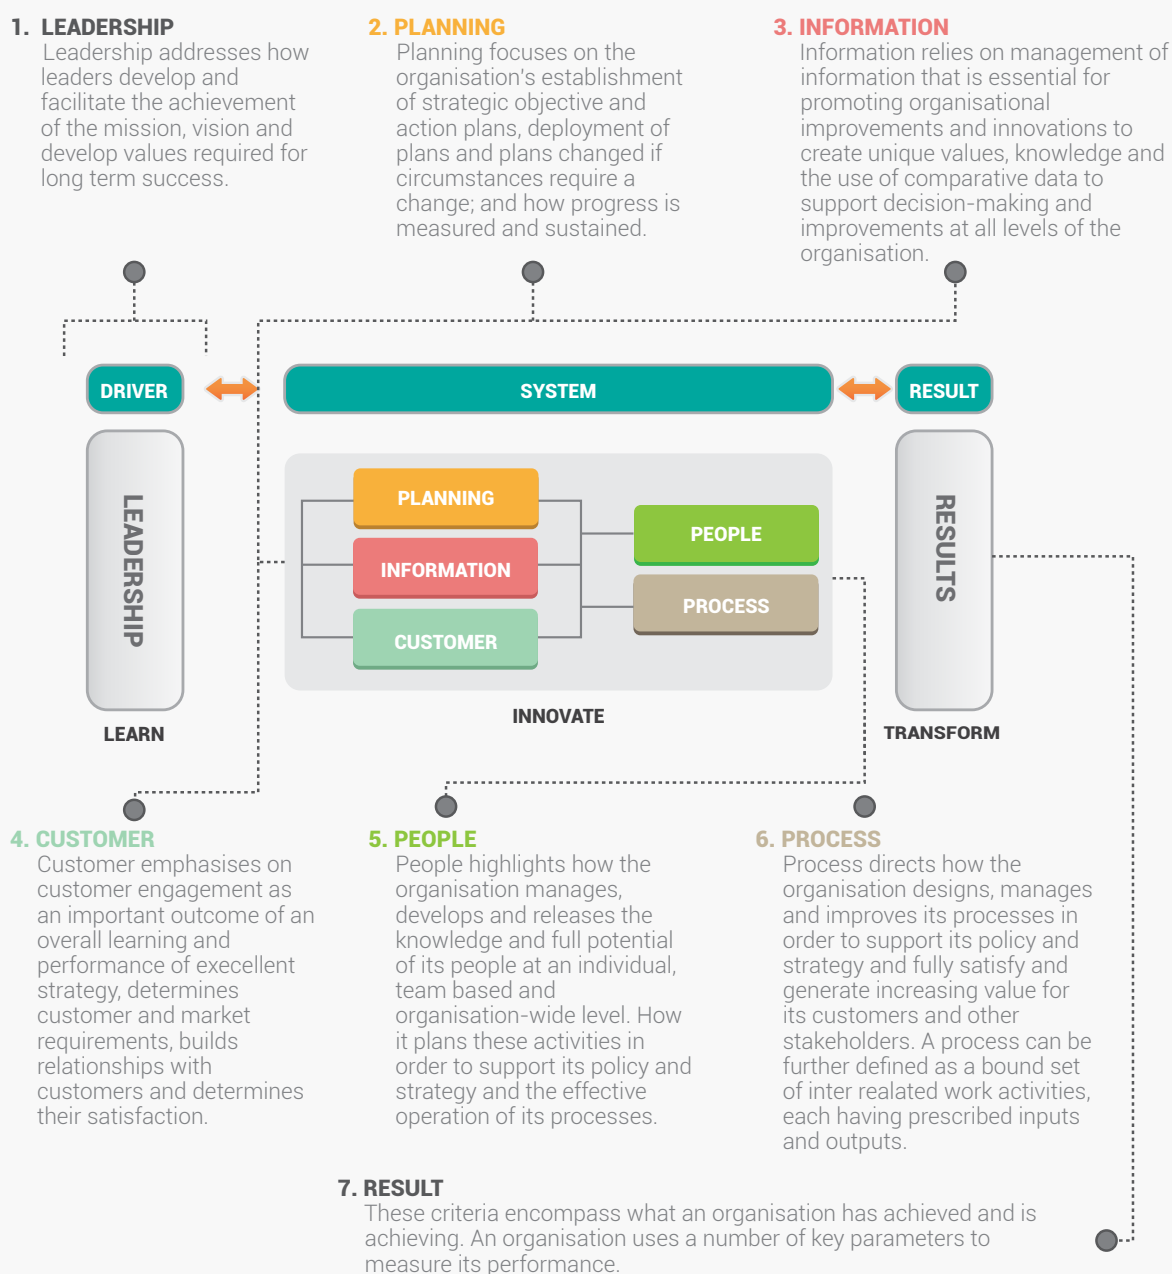 1. LEADERSHIP
Leadership addresses how
leaders develop and
facilitate the achievement
of the mission, vision and
develop values required for
long term success.
2. PLANNING
Planning focuses on the
organisation's establishment
of strategic objective and
action plans, deployment of
plans and plans changed if
circumstances require a
change; and how progress is
measured and sustained.
3. INFORMATION
Information relies on management of
information that is essential for
promoting organisational
improvements and innovations to
create unique values, knowledge and
the use of comparative data to
support decision-making and
improvements at all levels of the
organisation.
DRIVER
SYSTEM
RESULT
LEADERSHIP
PLANNING
INFORMATION
CUSTOMER
PEOPLE
PROCESS
RESULTS
LEARN
INNOVATE
TRANSFORM
4. CUSTOMER
Customer emphasises on
customer engagement as
an important outcome of an
overall learning and
performance of execellent
strategy, determines
customer and market
requirements, builds
relationships with
customers and determines
their satisfaction.
5. PEOPLE
People highlights how the
organisation manages,
develops and releases the
knowledge and full potential
of its people at an individual,
team based and
organisation-wide level. How
it plans these activities in
order to support its policy and
strategy and the effective
operation of its processes.
6. PROCESS
Process directs how the
organisation designs, manages
and improves its processes in
order to support its policy and
strategy and fully satisfy and
generate increasing value for
its customers and other
stakeholders. A process can be
further defined as a bound set
of inter realated work activities,
each having prescribed inputs
and outputs.
7. RESULT
These criteria encompass what an organisation has achieved and is
achieving. An organisation uses a number of key parameters to
measure its performance.